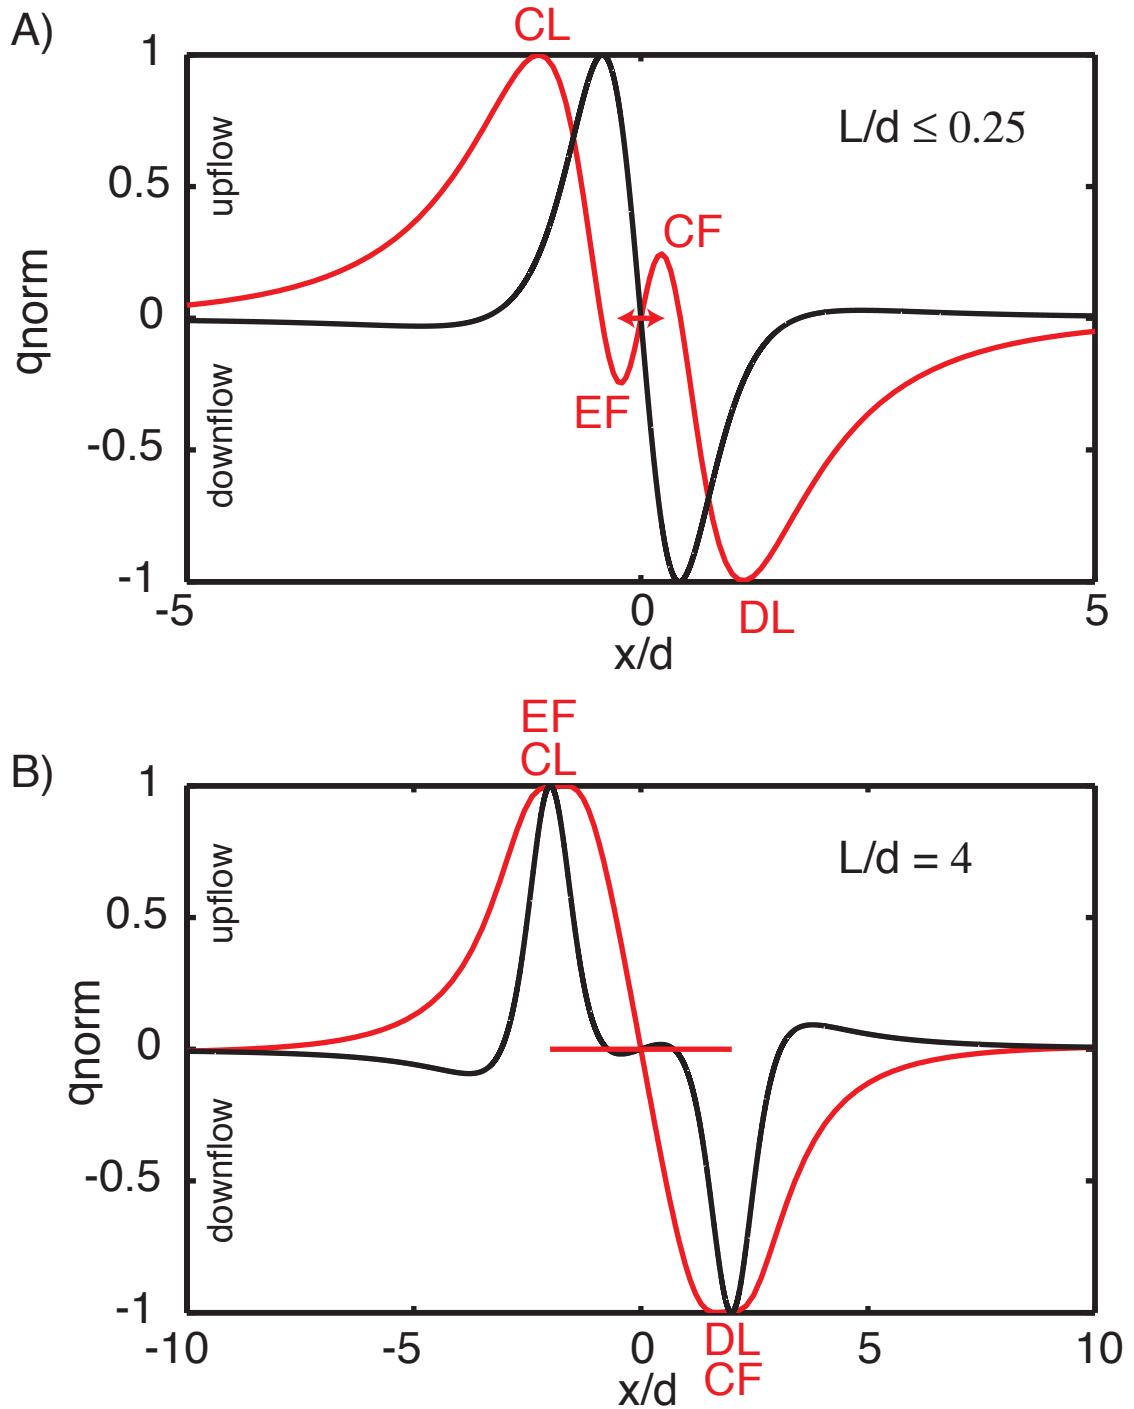 A)
CL
1
L/d ≤ 0.25
upflow
0.5
CF
qnorm
0
EF
downflow
-0.5
-1
-5
0
5
DL
x/d
EF
B)
CL
1
L/d = 4
upflow
0.5
qnorm
0
downflow
-0.5
-1
-10
-5
0
5
10
DL
CF
x/d